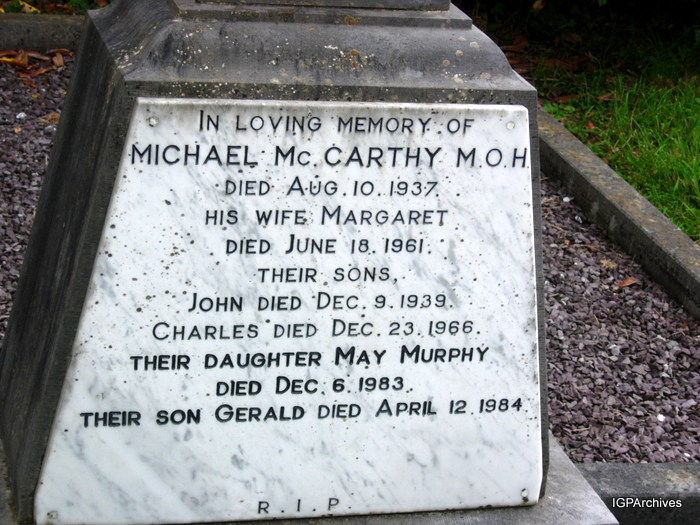 IN LOVING MEMORY OF
MICHAEL Mc.CARTHY M.O.H
DIED AUG.10.1937
HIS WIFE MARGARET
DIED JUNE 18.1961.
THEIR SONS,
JOHN DIED DEC.9.1939.
CHARLES DIED DEC.23.1966.
THEIR DAUGHTER MAY MURPHY
DIED DEC.6.1983.
THEIR SON GERALD DIED APRIL 12.1984.
R.I.P.
IGPArchives